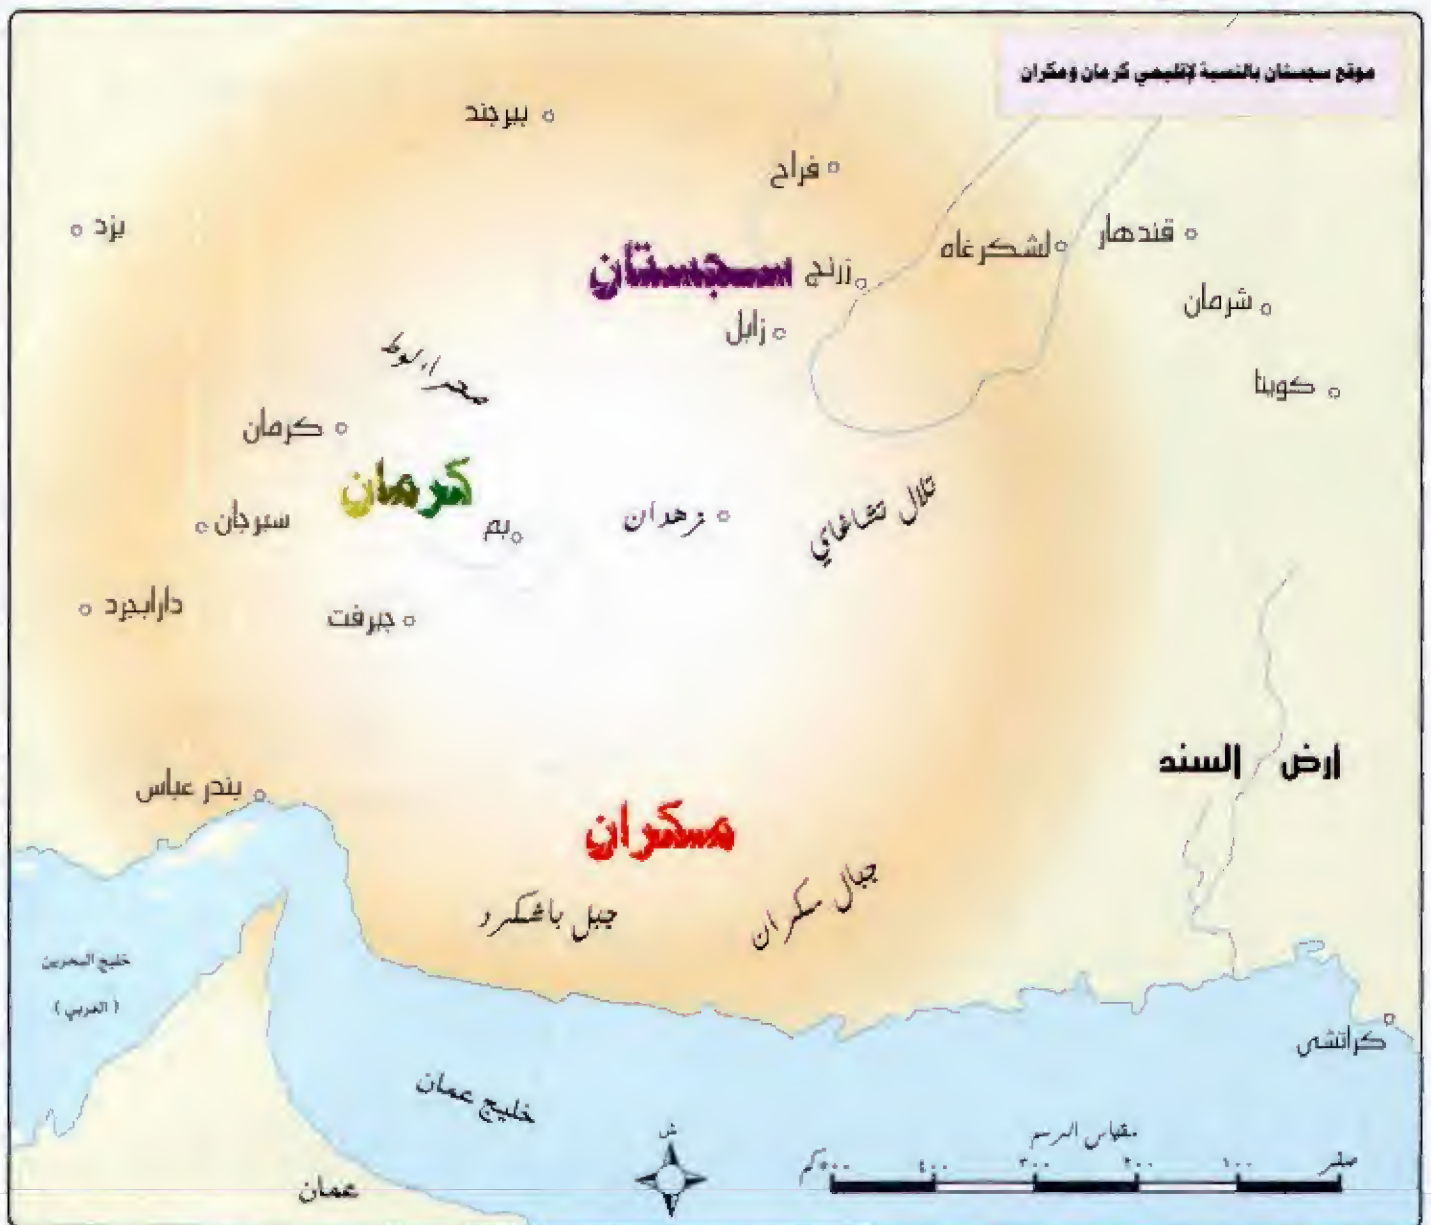 موقع سجستان بالنسبة لإقليمي كرمان ومكران
بيرجند
فراح
يزد
قندهار
لشكرغاه
سجستان
زرنج
شرمان
زابل
صحراء لوط
كويتا
كرمان
كرمان
تلال تشاغاي
زهدان
بم
سيرجان
دارابجرد
جيرفت
أرض السند
بندر عباس
مكران
جبال مكران
جبل باشكرد
خليج البحرين
( العربي )
كراتشي
خليج عمان
ش
مقياس الرسم
صفر ١٠٠ ٢٠٠ ٣٠٠ ٤٠٠ ٥٠٠كم
عمان